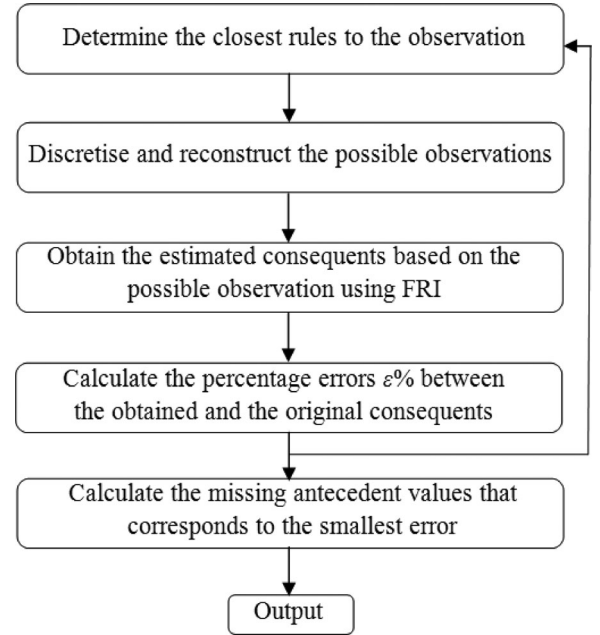 Determine the closest rules to the observation
Discretise and reconstruct the possible observations
Obtain the estimated consequents based on the
possible observation using FRI
Calculate the percentage errors ε% between
the obtained and the original consequents
Calculate the missing antecedent values that
corresponds to the smallest error
Output